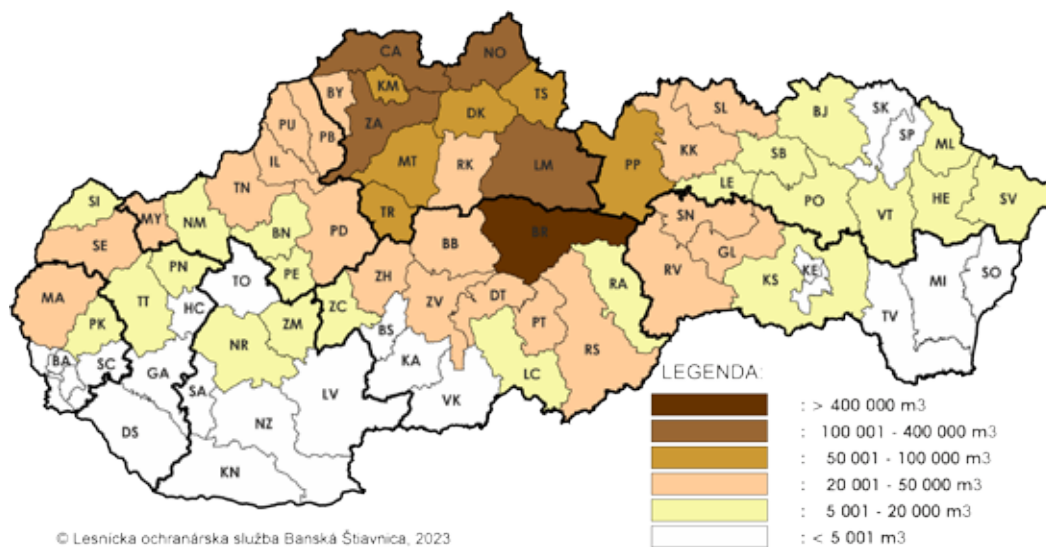 CA
NO
BY
KM
TS
PU
PB
ZA
DK
SL
BJ
SK
SP
IL
MT
RK
LM
PP
KK
SB
ML
TN
LE
PO
HE
SV
SI
MY
NM
TR
VT
SE
BN
PD
BB
BR
SN
GL
PN
TO
PE
ZH
RV
KE
KS
SO
MI
MA
TT
HC
ZC
ZV
DT
RA
TV
PK
NR
ZM
BS
PT
RS
BA
SC
GA
KA
LC
SA
LV
VK
DS
NZ
KN
LEGENDA:
: > 400 000 m3
: 100 001 - 400 000 m3
: 50 001 - 100 000 m3
: 20 001 - 50 000 m3
: 5 001 - 20 000 m3
: < 5 001 m3
© Lesnícka ochranárska služba Banská Štiavnica, 2023